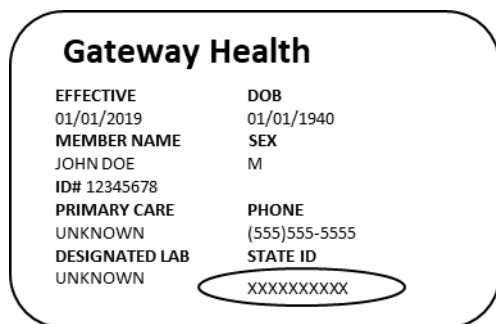 Gateway Health
EFFECTIVE DOB
01/01/2019 01/01/1940
MEMBER NAME SEX
JOHN DOE M
ID# 12345678
PRIMARY CARE PHONE
UNKNOWN (555)555-5555
DESIGNATED LAB STATE ID
UNKNOWN XXXXXXXXXX